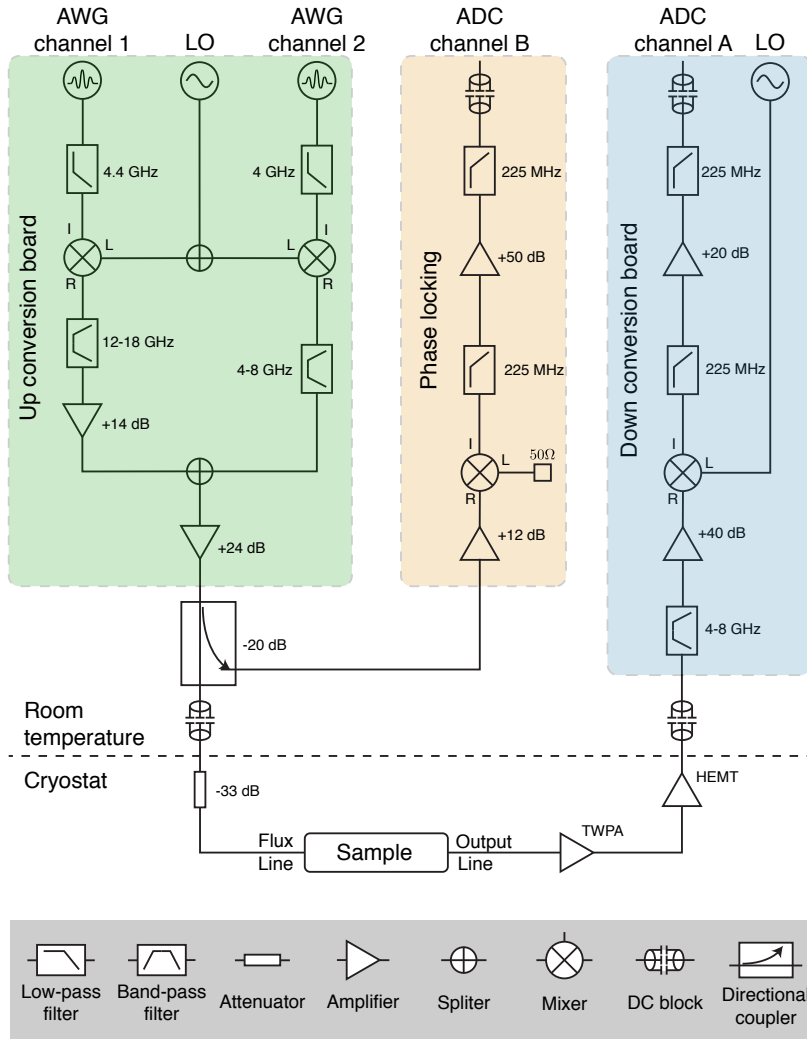 AWG
channel 1
LO
AWG
channel 2
ADC
channel B
ADC
channel A
LO
Up conversion board
4.4 GHz
4 GHz
I
L
R
L
I
R
12-18 GHz
4-8 GHz
+14 dB
+24 dB
Phase locking
225 MHz
+50 dB
225 MHz
I
L
50Ω
R
+12 dB
Down conversion board
225 MHz
+20 dB
225 MHz
I
L
R
+40 dB
4-8 GHz
-20 dB
Room
temperature
Cryostat
-33 dB
Flux
Line
Sample
Output
Line
TWPA
HEMT
Low-pass
filter
Band-pass
filter
Attenuator
Amplifier
Spliter
Mixer
DC block
Directional
coupler